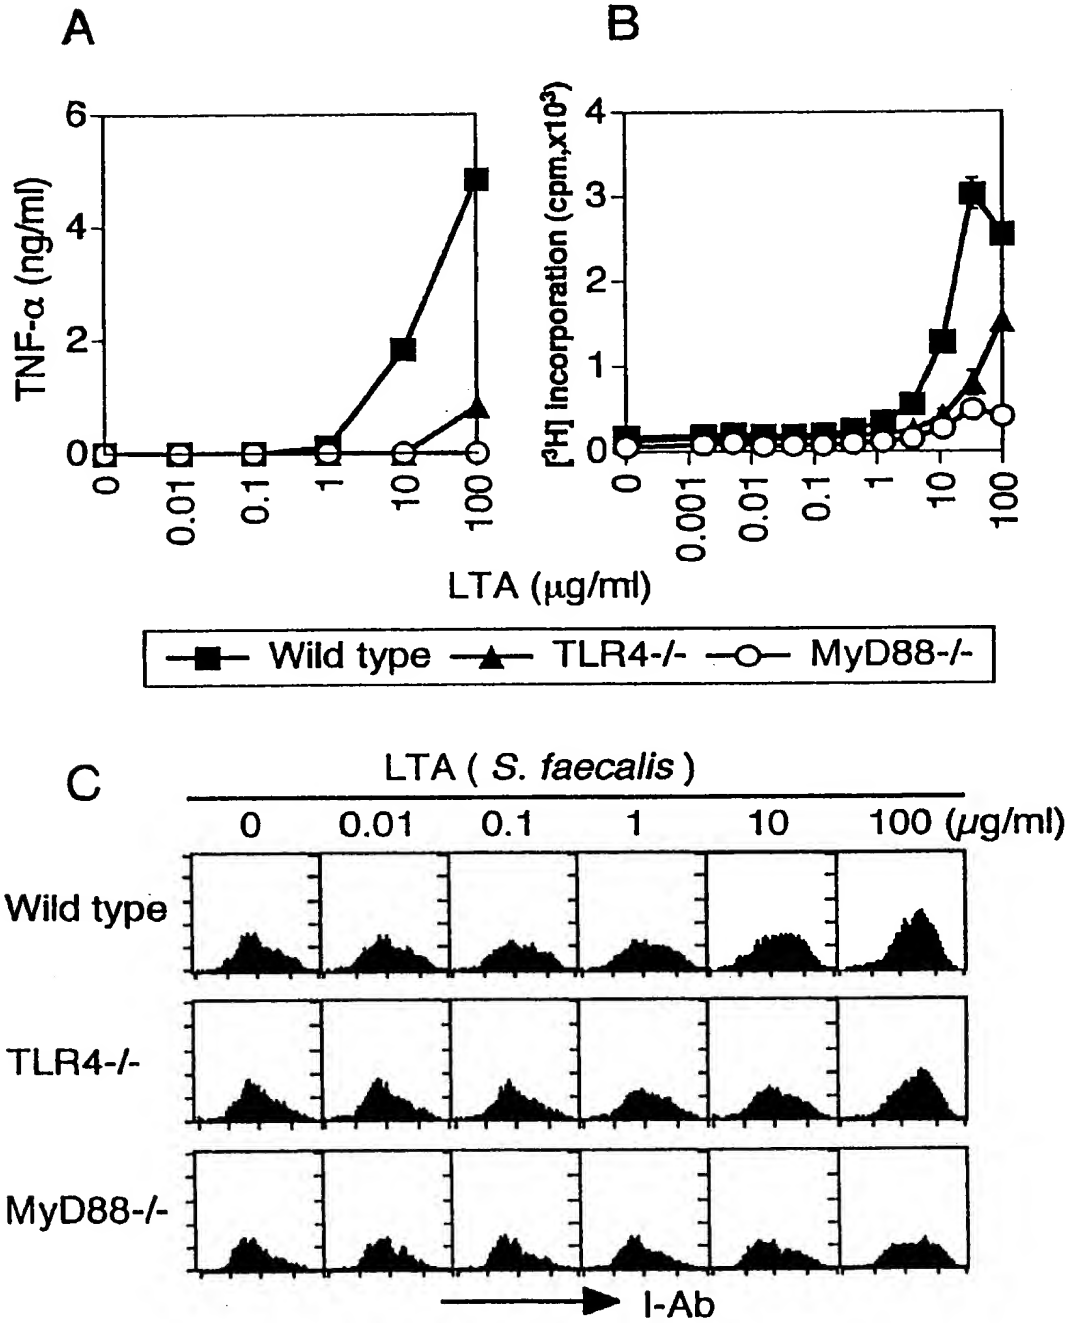 A
B
TNF-α (ng/ml)
6
4
2
0
0
0.01
0.1
1
10
100
[³H] incorporation (cpm,x10³)
4
3
2
1
0
0
0.001
0.01
0.1
1
10
100
LTA (μg/ml)
Wild type TLR4-/- MyD88-/-
C
LTA ( S. faecalis )
0 0.01 0.1 1 10 100 (μg/ml)
Wild type
TLR4-/-
MyD88-/-
I-Ab